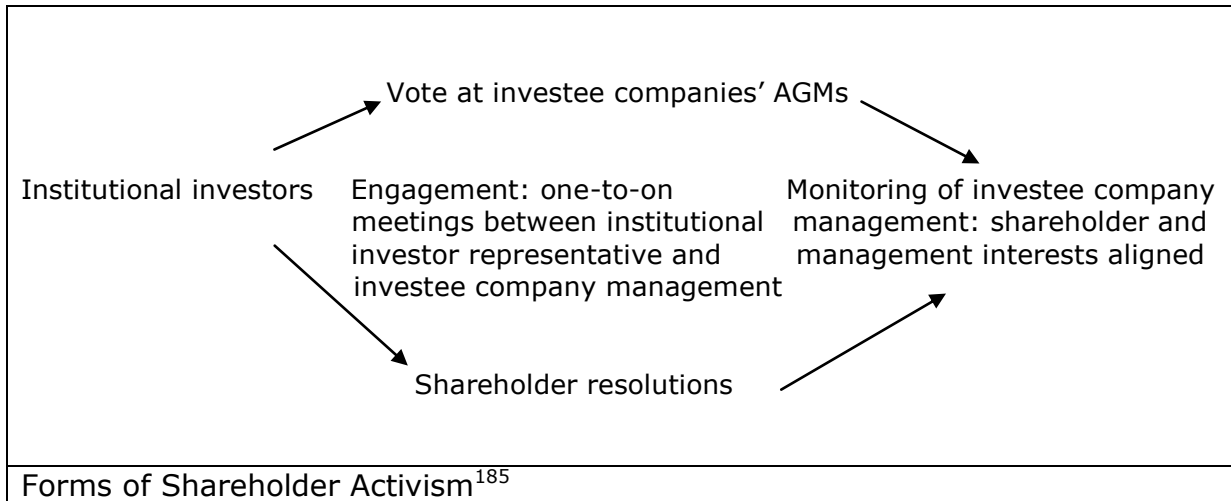 Vote at investee companies’ AGMs
Institutional investors
Engagement: one-to-on
meetings between institutional
investor representative and
investee company management
Monitoring of investee company
management: shareholder and
management interests aligned
Shareholder resolutions
Forms of Shareholder Activism185